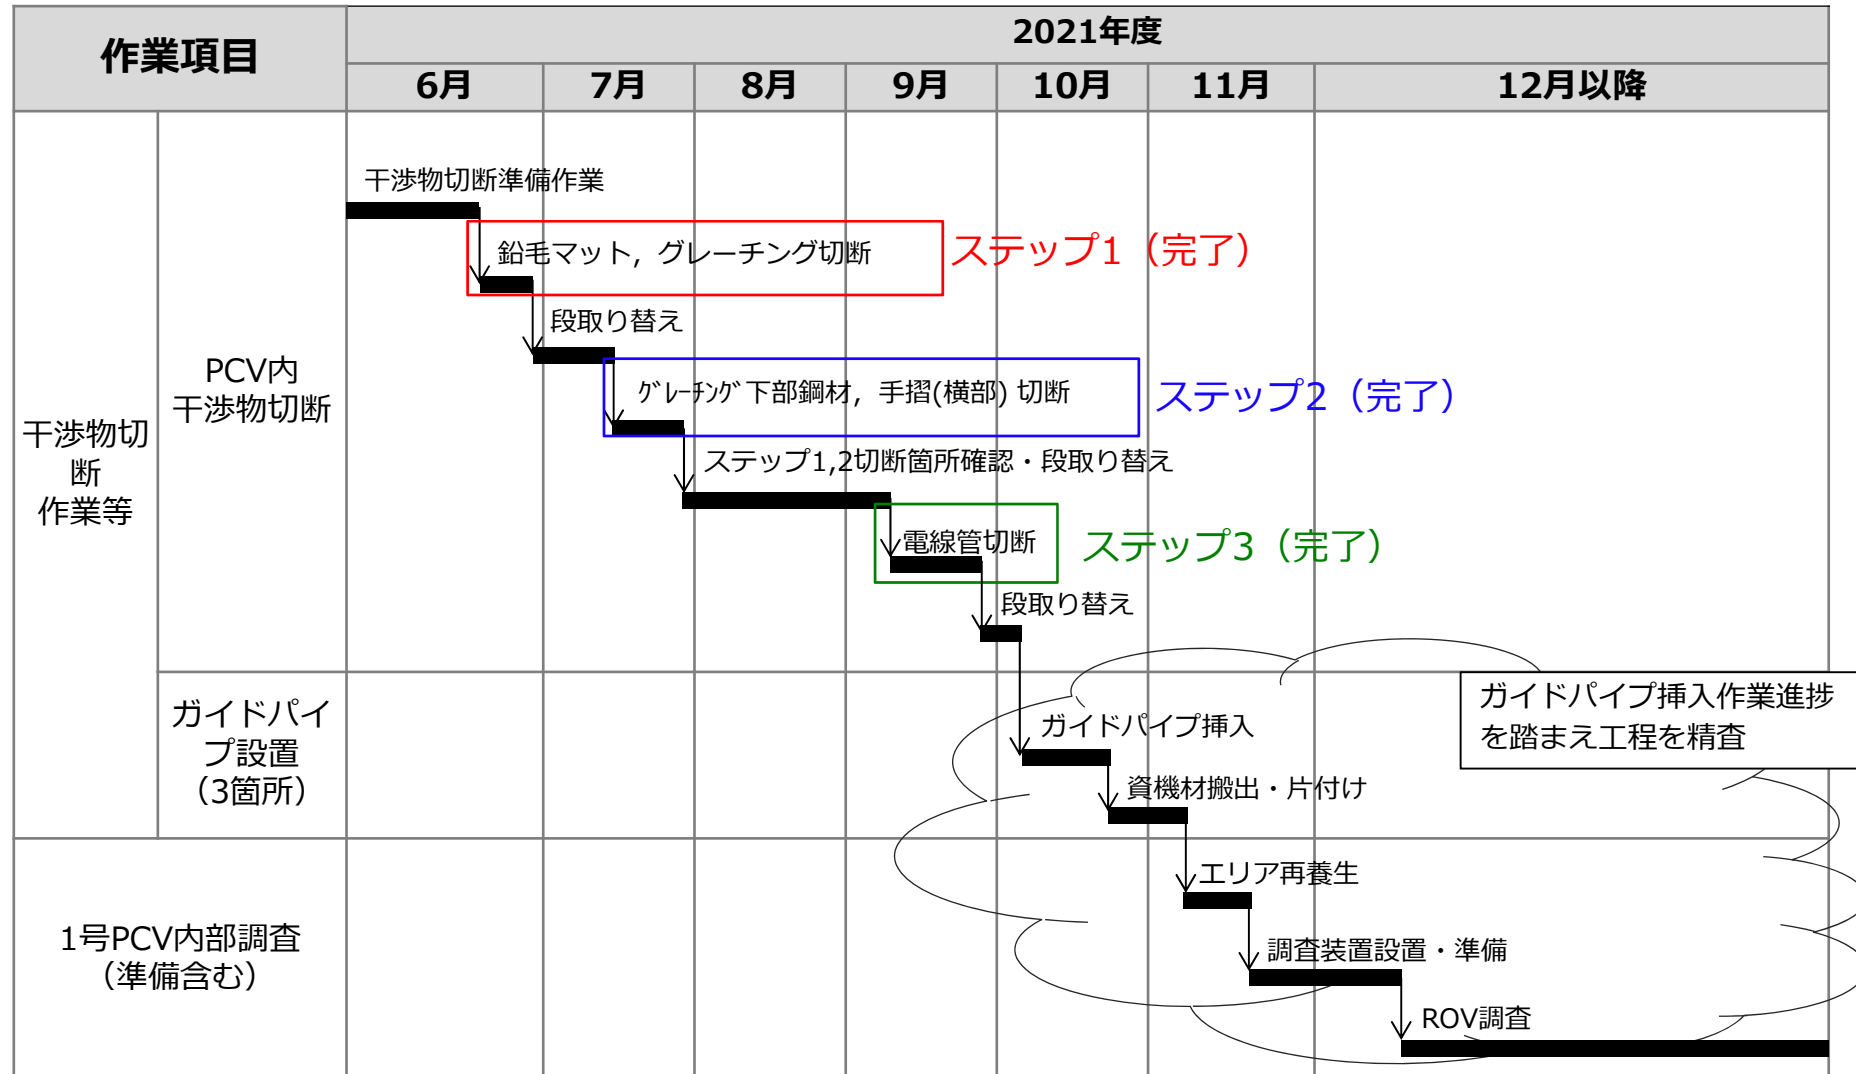 作業項目
2021年度
6月
7月
8月
9月
10月
11月
12月以降
干渉物切
断
作業等
PCV内
干渉物切断
干渉物切断準備作業
鉛毛マット，グレーチング切断
ステップ1（完了）
段取り替え
ｸﾞﾚｰﾁﾝｸﾞ下部鋼材，手摺(横部) 切断
ステップ2（完了）
ステップ1,2切断箇所確認・段取り替え
電線管切断
ステップ3（完了）
段取り替え
ガイドパイ
プ設置
（3箇所）
ガイドパイプ挿入
資機材搬出・片付け
ガイドパイプ挿入作業進捗
を踏まえ工程を精査
1号PCV内部調査
（準備含む）
エリア再養生
調査装置設置・準備
ROV調査